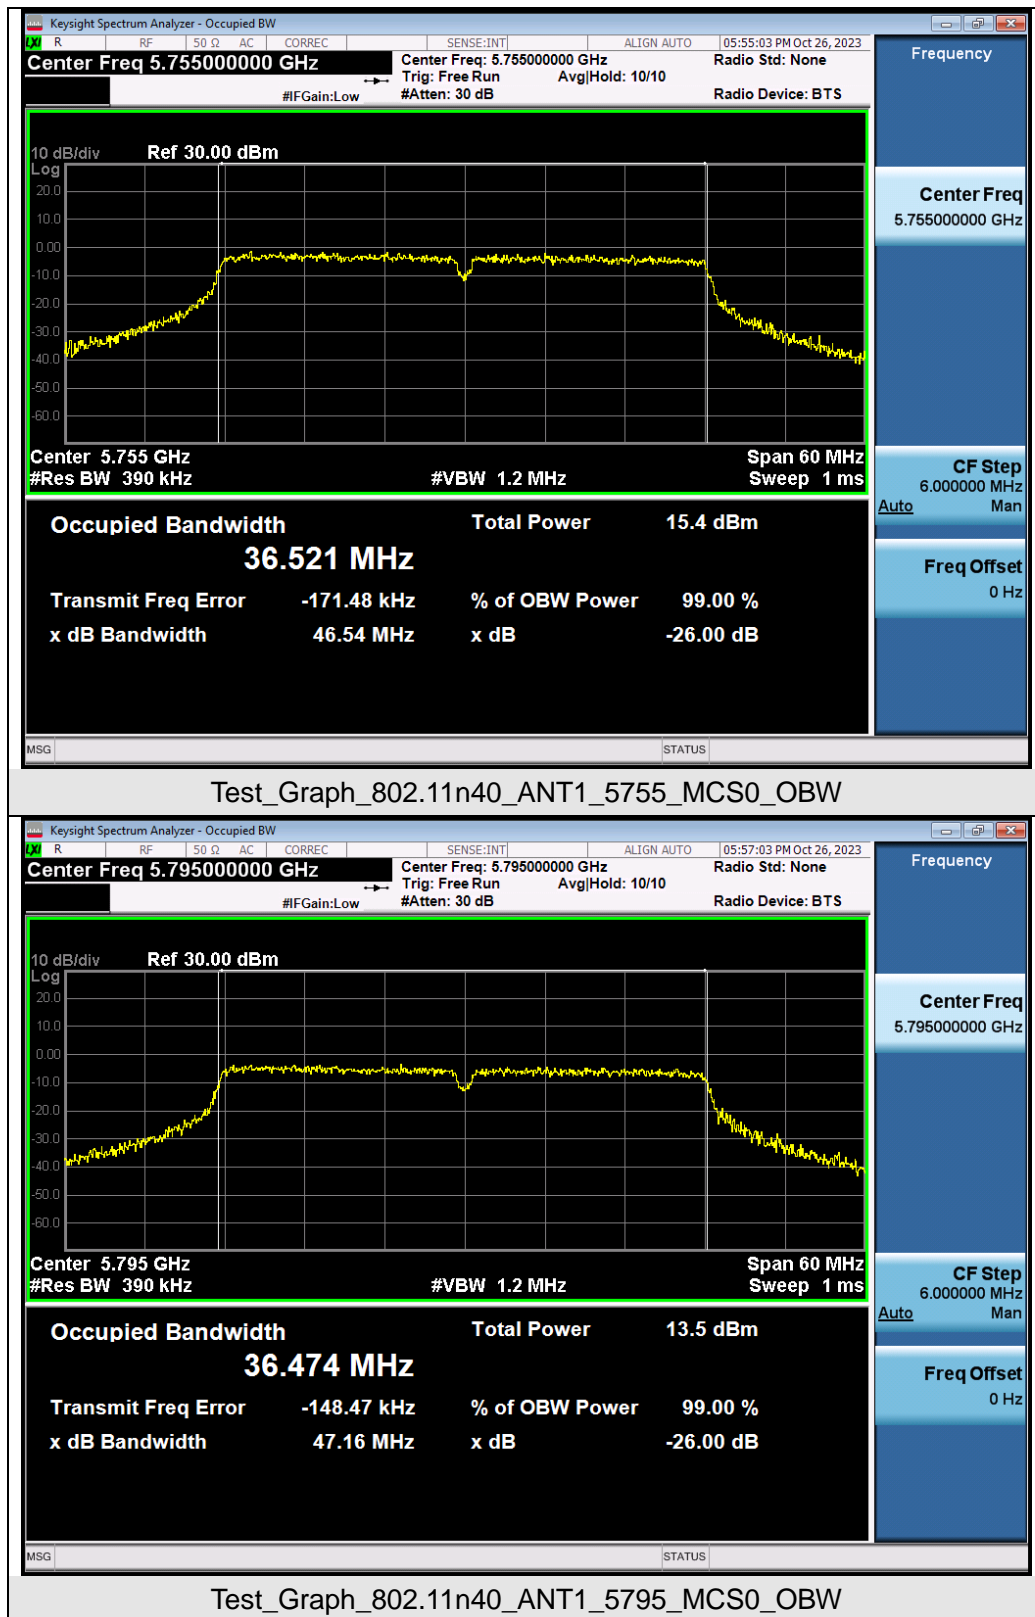 Keysight Spectrum Analyzer - Occupied BW
LXI R RF 50 Ω AC CORREC SENSE:INT ALIGN AUTO 05:55:03 PM Oct 26, 2023
Center Freq 5.755000000 GHz
Center Freq: 5.755000000 GHz
Radio Std: None
Trig: Free Run Avg|Hold: 10/10
#IFGain:Low
#Atten: 30 dB
Radio Device: BTS
Frequency
10 dB/div Ref 30.00 dBm
Log
20.0
10.0
0.00
-10.0
-20.0
-30.0
-40.0
-50.0
-60.0
Center Freq
5.755000000 GHz
Center 5.755 GHz Span 60 MHz
#Res BW 390 kHz #VBW 1.2 MHz Sweep 1 ms
CF Step
6.000000 MHz
Auto Man
Occupied Bandwidth Total Power 15.4 dBm
36.521 MHz
Transmit Freq Error -171.48 kHz % of OBW Power 99.00 %
x dB Bandwidth 46.54 MHz x dB -26.00 dB
Freq Offset
0 Hz
MSG STATUS
Test_Graph_802.11n40_ANT1_5755_MCS0_OBW
Keysight Spectrum Analyzer - Occupied BW
LXI R RF 50 Ω AC CORREC SENSE:INT ALIGN AUTO 05:57:03 PM Oct 26, 2023
Center Freq 5.795000000 GHz
Center Freq: 5.795000000 GHz
Radio Std: None
Trig: Free Run Avg|Hold: 10/10
#IFGain:Low
#Atten: 30 dB
Radio Device: BTS
Frequency
10 dB/div Ref 30.00 dBm
Log
20.0
10.0
0.00
-10.0
-20.0
-30.0
-40.0
-50.0
-60.0
Center Freq
5.795000000 GHz
Center 5.795 GHz Span 60 MHz
#Res BW 390 kHz #VBW 1.2 MHz Sweep 1 ms
CF Step
6.000000 MHz
Auto Man
Occupied Bandwidth Total Power 13.5 dBm
36.474 MHz
Transmit Freq Error -148.47 kHz % of OBW Power 99.00 %
x dB Bandwidth 47.16 MHz x dB -26.00 dB
Freq Offset
0 Hz
MSG STATUS
Test_Graph_802.11n40_ANT1_5795_MCS0_OBW